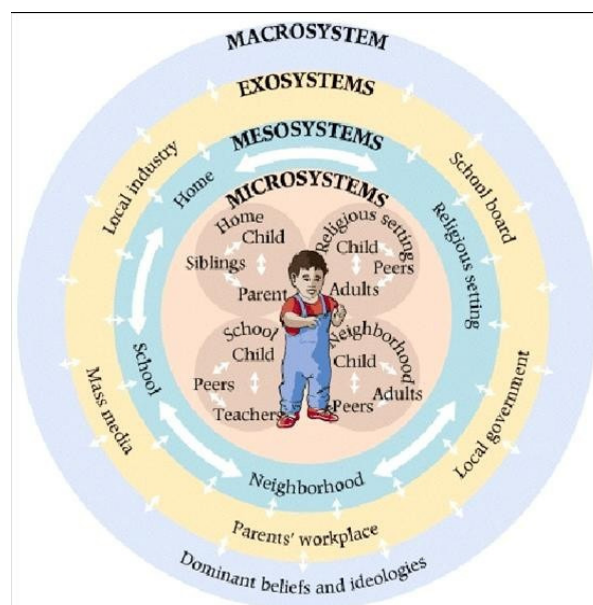 MACROSYSTEM
EXOSYSTEMS
MESOSYSTEMS
MICROSYSTEMS
Local industry
School board
Home
Religious setting
School
Neighborhood
Mass media
Local government
Parents' workplace
Dominant beliefs and ideologies
Home
Child
Siblings
Parent
Religious setting
Child
Peers
Adults
School
Child
Peers
Teachers
Neighborhood
Child
Adults
Peers